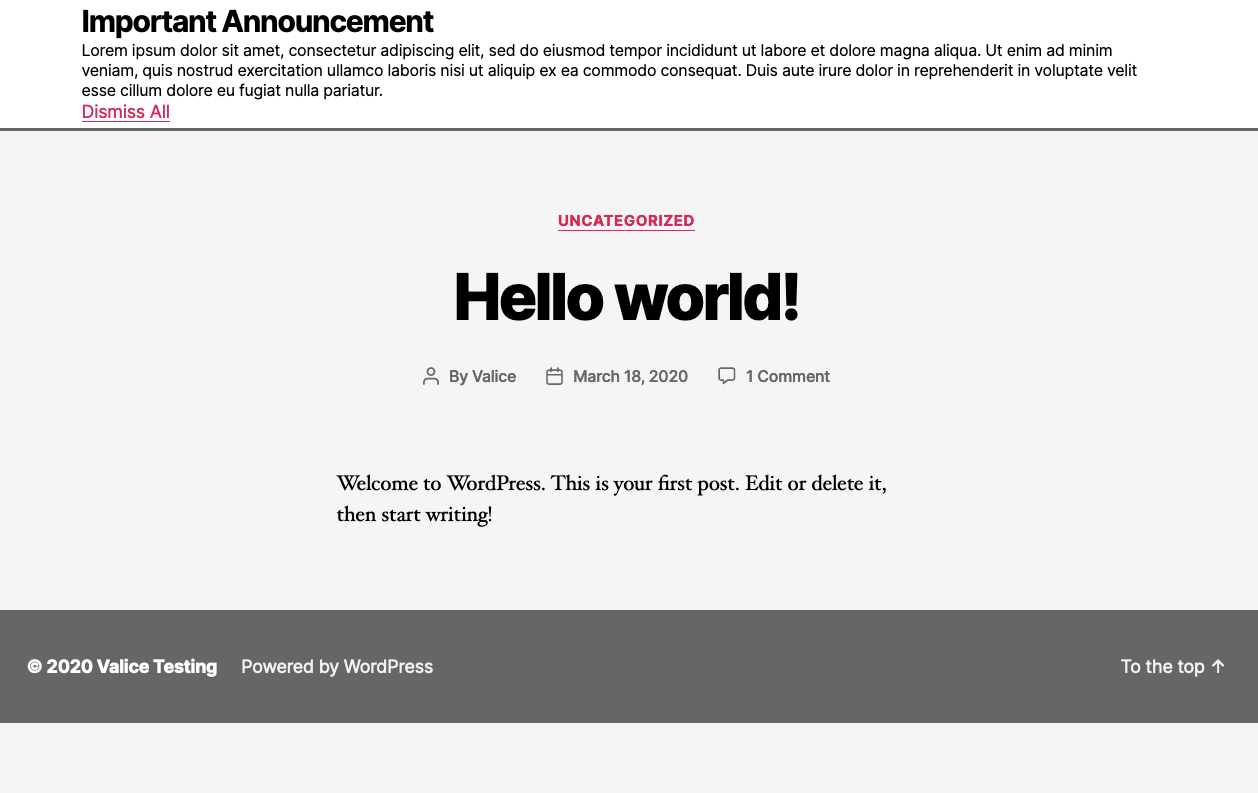 Important Announcement
Lorem ipsum dolor sit amet, consectetur adipiscing elit, sed do eiusmod tempor incididunt ut labore et dolore magna aliqua. Ut enim ad minim
veniam, quis nostrud exercitation ullamco laboris nisi ut aliquip ex ea commodo consequat. Duis aute irure dolor in reprehenderit in voluptate velit
esse cillum dolore eu fugiat nulla pariatur.
Dismiss All
UNCATEGORIZED
Hello world!
By Valice March 18, 2020 1 Comment
Welcome to WordPress. This is your first post. Edit or delete it,
then start writing!
© 2020 Valice Testing Powered by WordPress To the top ↑